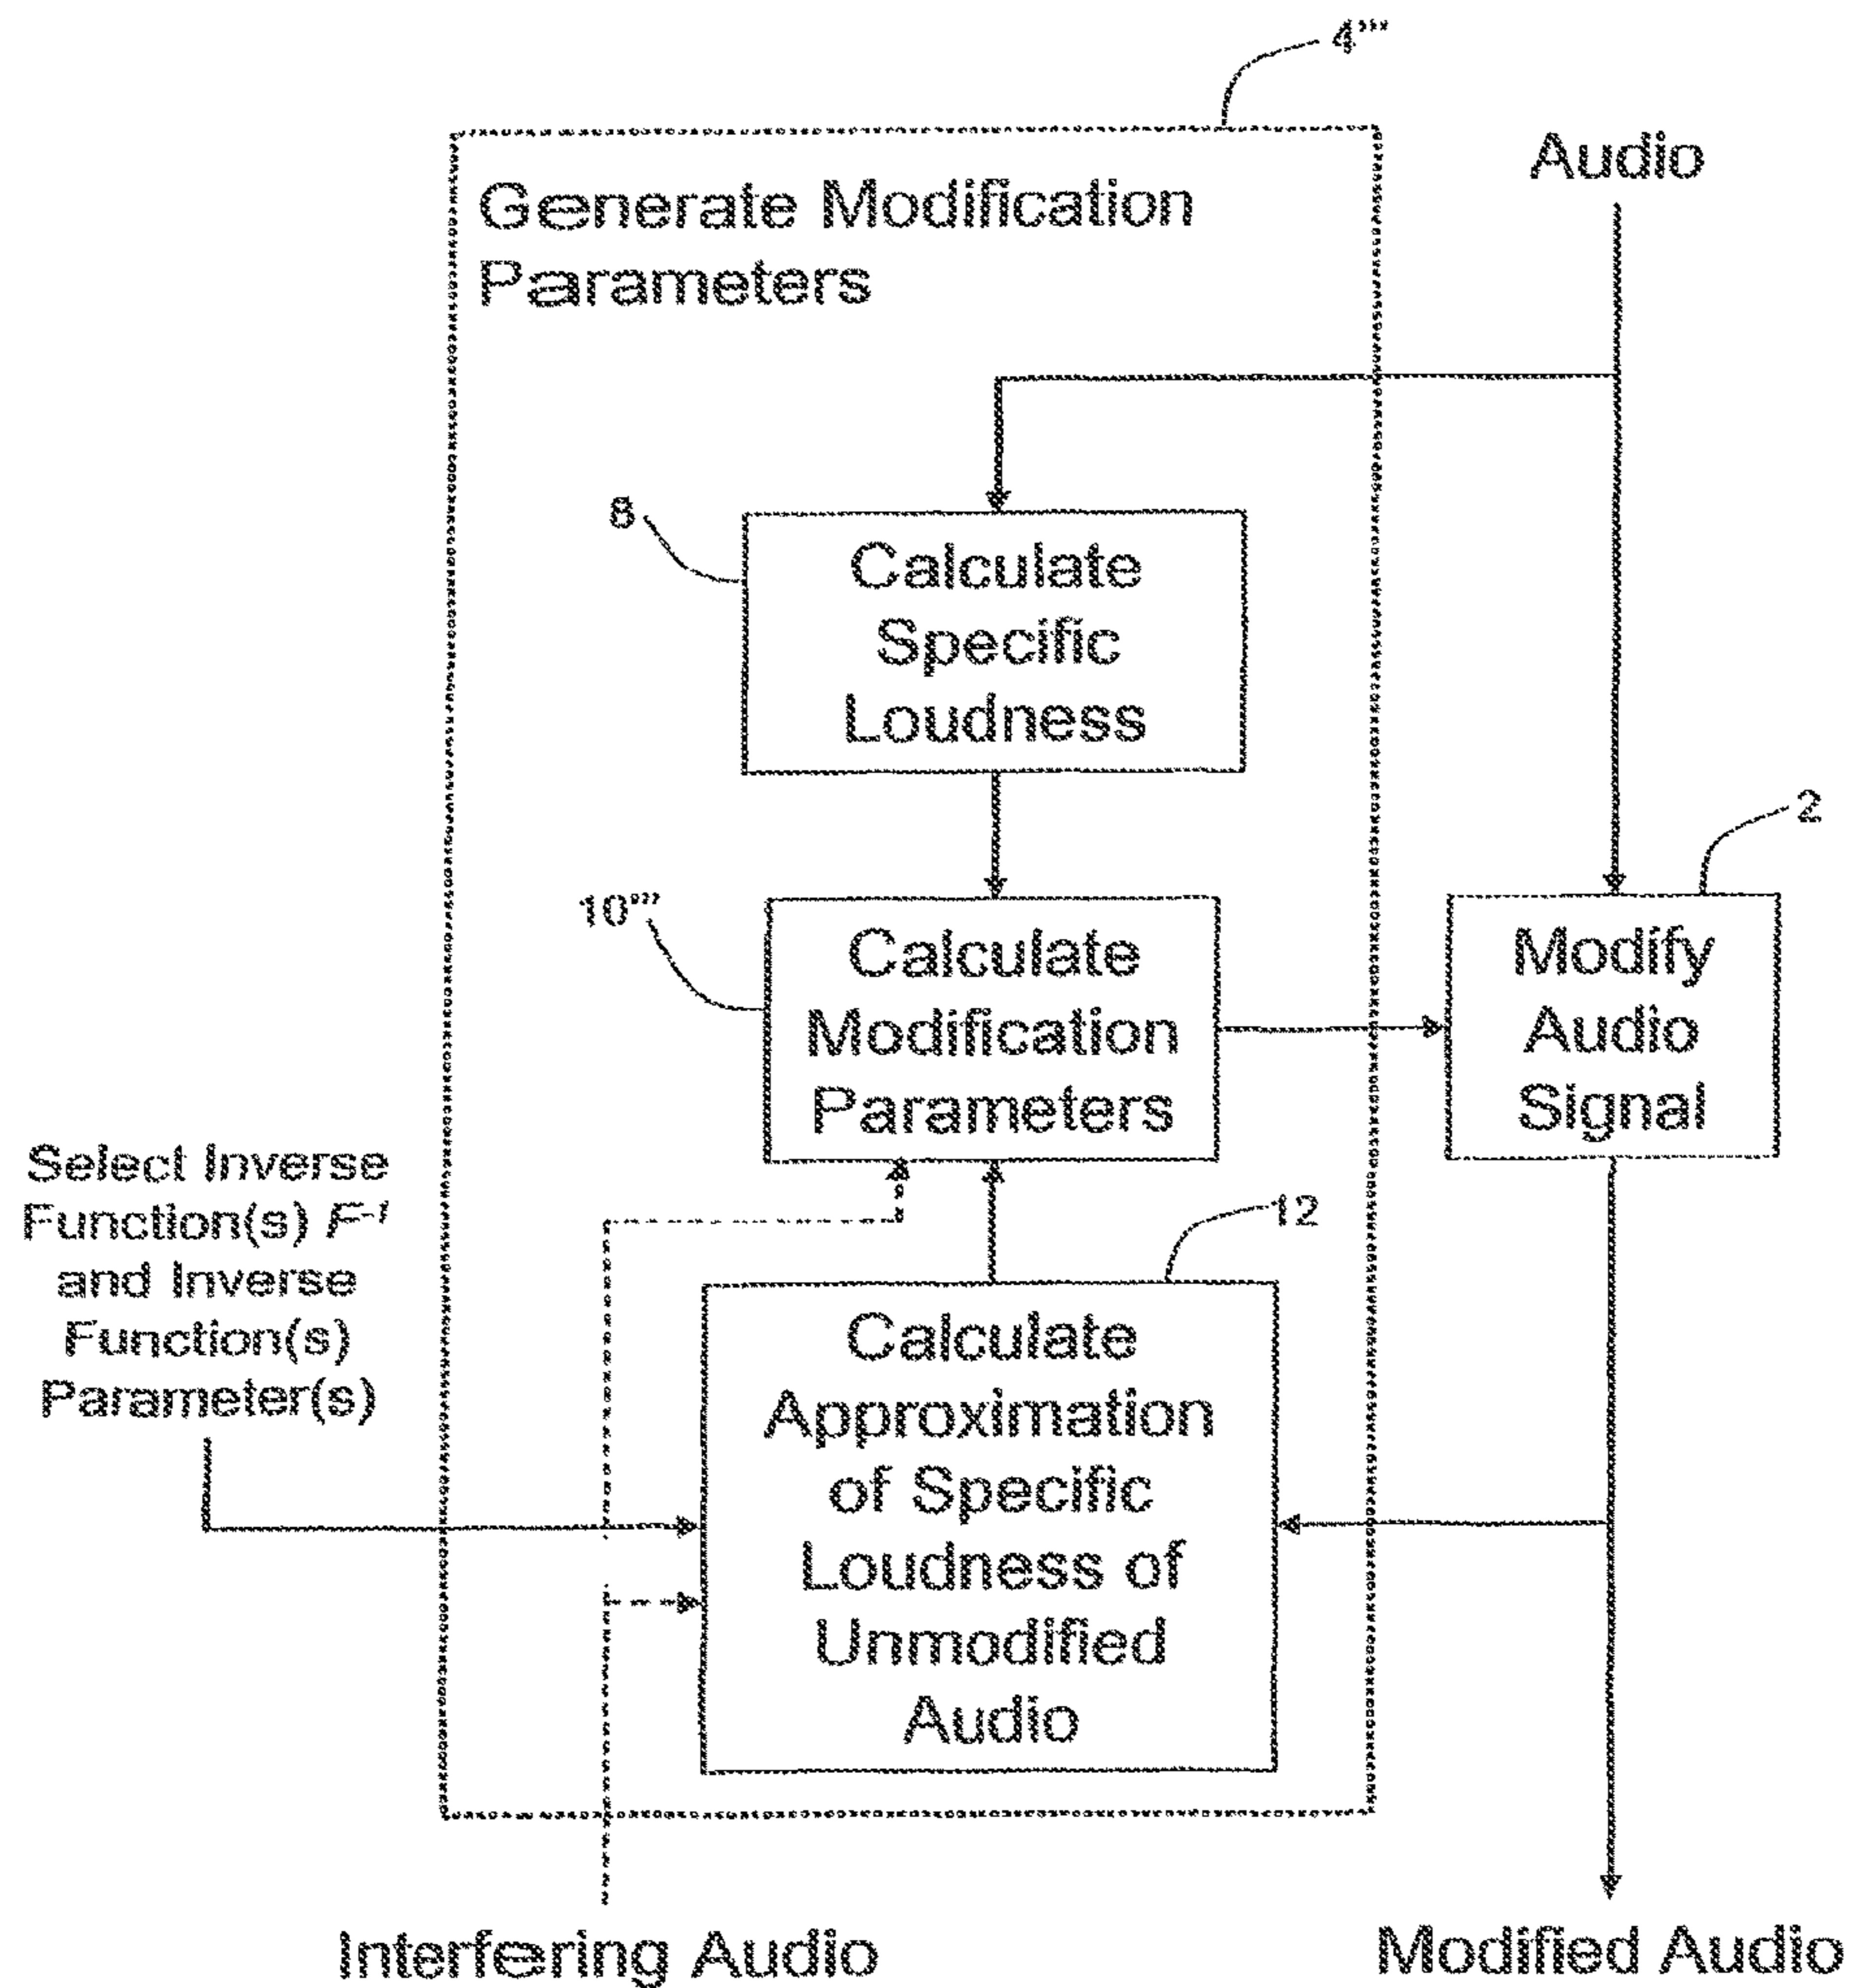 4'''
Audio
Generate Modification
Parameters
8
Calculate
Specific
Loudness
2
10'''
Calculate
Modification
Parameters
Modify
Audio
Signal
Select Inverse
Function(s) F⁻¹
and Inverse
Function(s)
Parameter(s)
12
Calculate
Approximation
of Specific
Loudness of
Unmodified
Audio
Interfering Audio
Modified Audio